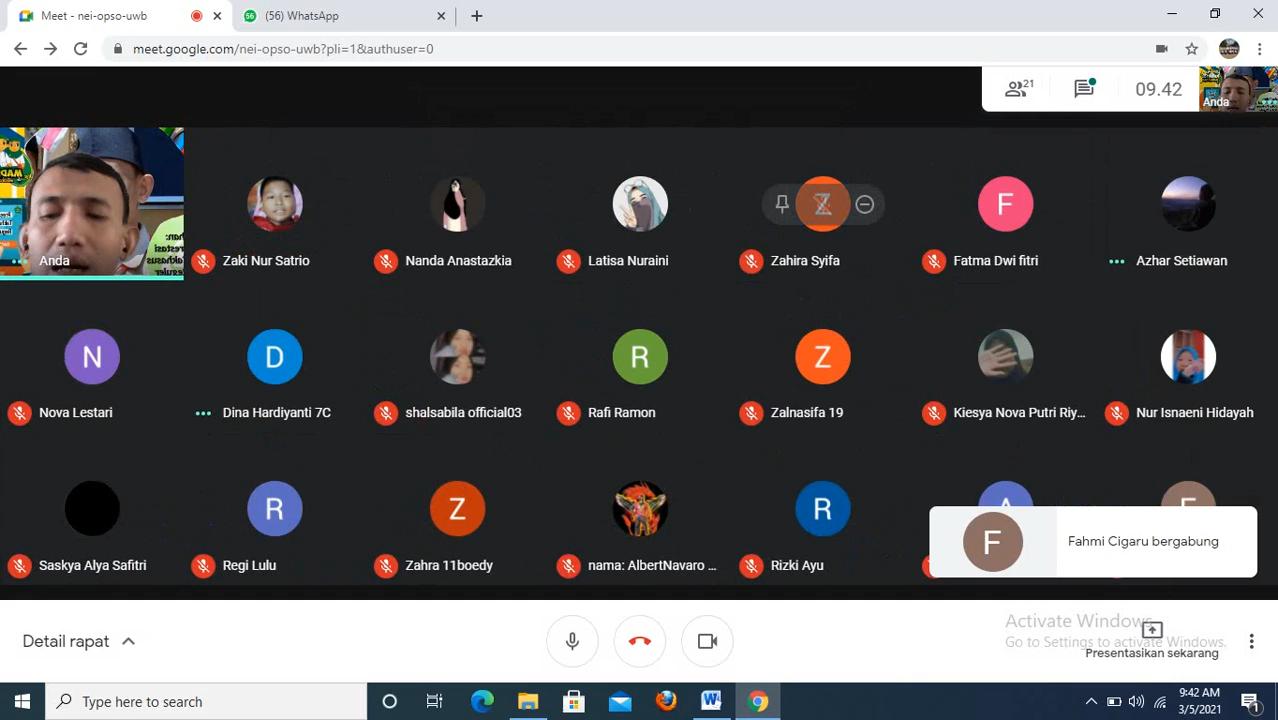 Meet - nei-opso-uwb
(56) WhatsApp
meet.google.com/nei-opso-uwb?pli=1&authuser=0
21
09.42
Anda
Anda
Zaki Nur Satrio
Nanda Anastazkia
Latisa Nuraini
Z
Zahira Syifa
F
Fatma Dwi fitri
Azhar Setiawan
N
Nova Lestari
D
Dina Hardiyanti 7C
shalsabila official03
R
Rafi Ramon
Z
Zalnasifa 19
Kiesya Nova Putri Riy...
Nur Isnaeni Hidayah
Saskya Alya Safitri
R
Regi Lulu
Z
Zahra 11boedy
nama: AlbertNavaro ...
R
Rizki Ayu
F
Fahmi Cigaru bergabung
Detail rapat
Activate Windows
Go to Settings to activate Windows.
Presentasikan sekarang
Type here to search
9:42 AM
3/5/2021
1